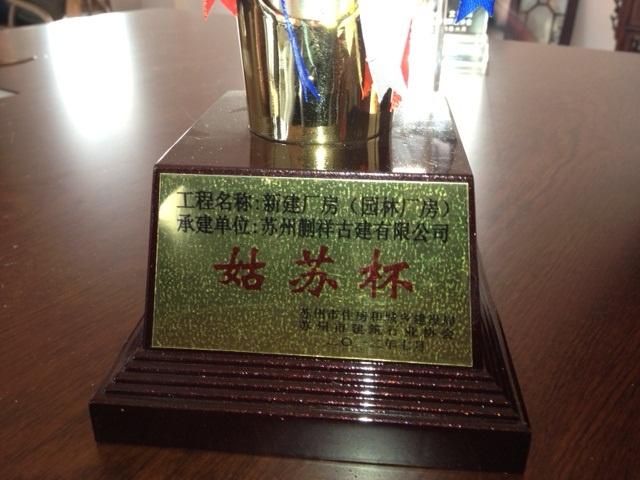 工程名称:新建厂房（园林厂房）
承建单位:苏州鹏祥古建有限公司
姑苏杯
苏州市住房和城乡建设局
苏州市建筑行业协会
二〇一二年七月